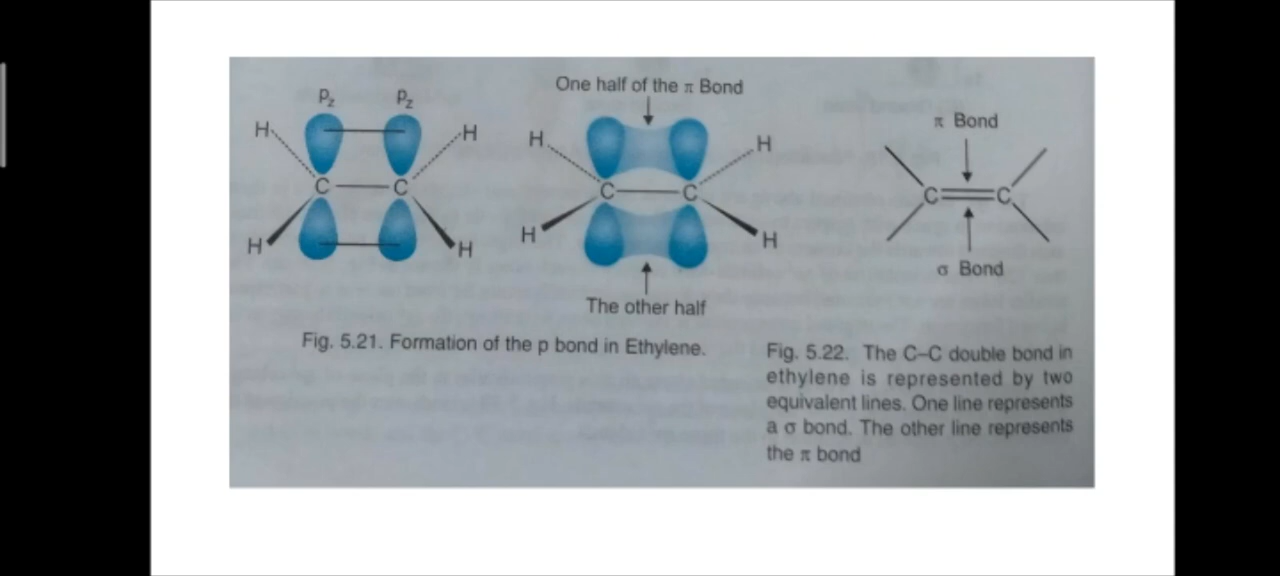 P_z P_z
H H
C C
H H
One half of the π Bond
H H
C C
H H
The other half
Fig. 5.21. Formation of the p bond in Ethylene.
π Bond
C C
σ Bond
Fig. 5.22. The C–C double bond in
ethylene is represented by two
equivalent lines. One line represents
a σ bond. The other line represents
the π bond